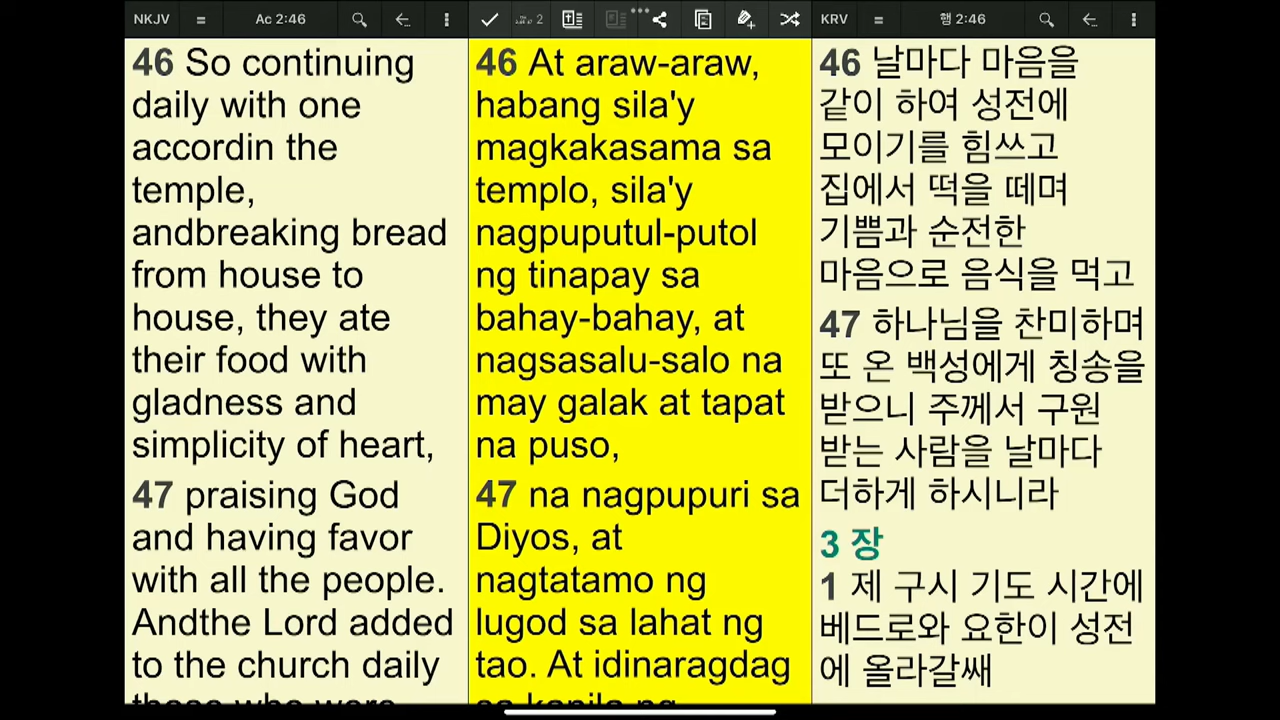 NKJV
Ac 2:46
2
KRV
행 2:46
46 So continuing
daily with one
accordin the
temple,
andbreaking bread
from house to
house, they ate
their food with
gladness and
simplicity of heart,
47 praising God
and having favor
with all the people.
Andthe Lord added
to the church daily
those who were
46 At araw-araw,
habang sila'y
magkakasama sa
templo, sila'y
nagpuputul-putol
ng tinapay sa
bahay-bahay, at
nagsasalu-salo na
may galak at tapat
na puso,
47 na nagpupuri sa
Diyos, at
nagtatamo ng
lugod sa lahat ng
tao. At idinaragdag
sa kanila ng
46 날마다 마음을
같이 하여 성전에
모이기를 힘쓰고
집에서 떡을 떼며
기쁨과 순전한
마음으로 음식을 먹고
47 하나님을 찬미하며
또 온 백성에게 칭송을
받으니 주께서 구원
받는 사람을 날마다
더하게 하시니라
3 장
1 제 구시 기도 시간에
베드로와 요한이 성전
에 올라갈쌔